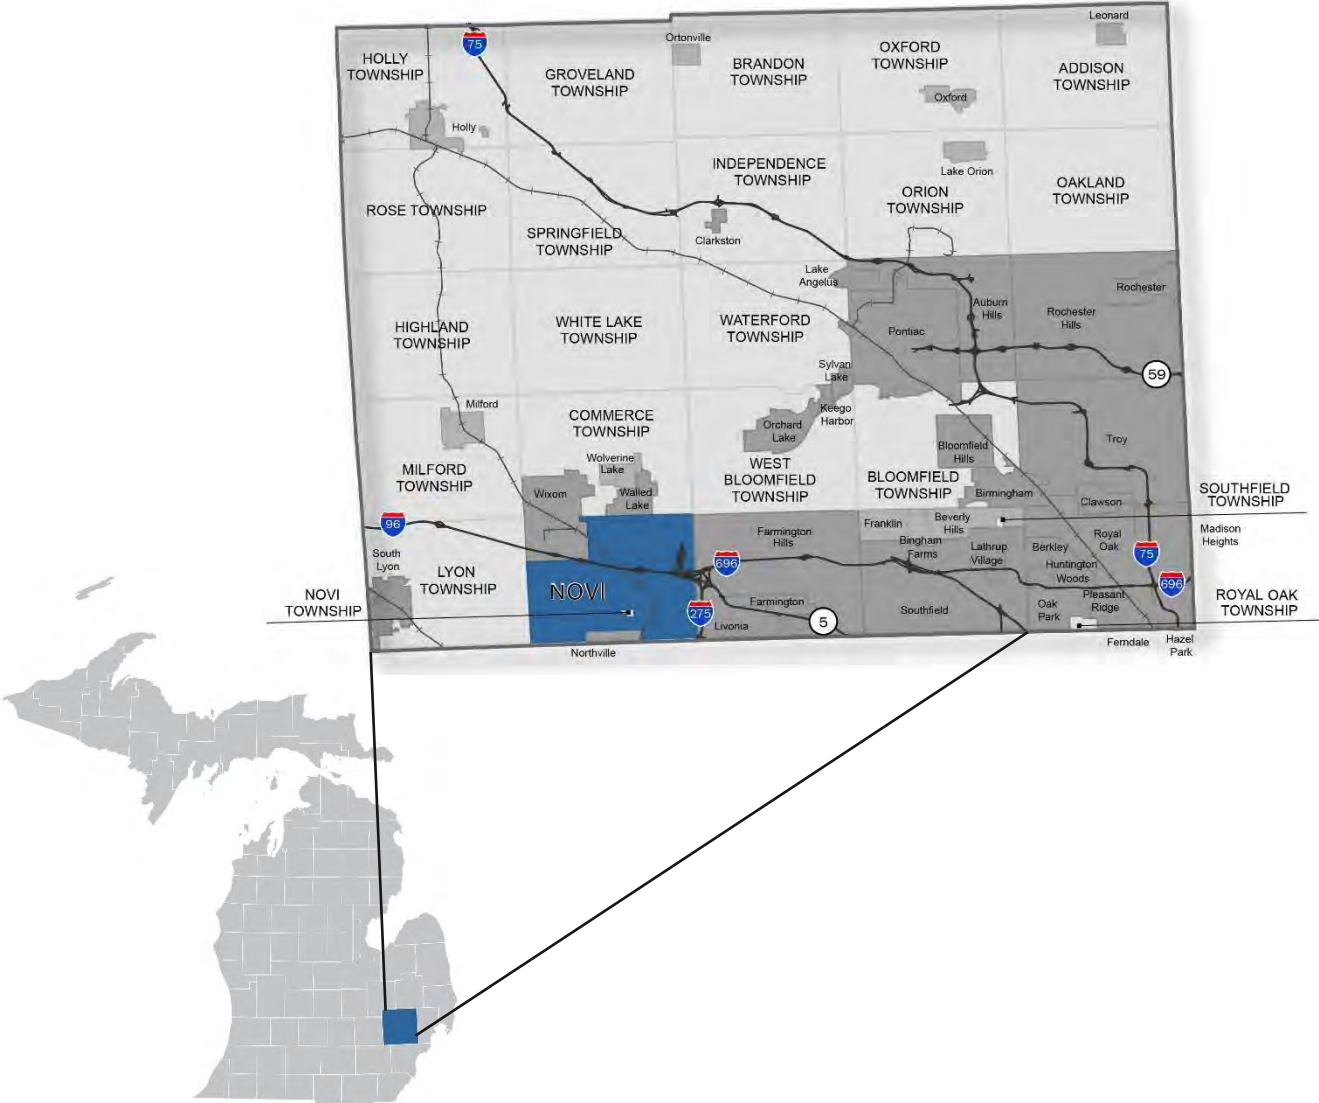 Leonard
75
Ortonville
HOLLY
TOWNSHIP
GROVELAND
TOWNSHIP
BRANDON
TOWNSHIP
OXFORD
TOWNSHIP
ADDISON
TOWNSHIP
Oxford
Holly
INDEPENDENCE
TOWNSHIP
Lake Orion
ROSE TOWNSHIP
ORION
TOWNSHIP
OAKLAND
TOWNSHIP
SPRINGFIELD
TOWNSHIP
Clarkston
Lake
Angelus
Rochester
Auburn
Hills
Rochester
Hills
HIGHLAND
TOWNSHIP
WHITE LAKE
TOWNSHIP
WATERFORD
TOWNSHIP
Pontiac
Sylvan
Lake
59
Milford
COMMERCE
TOWNSHIP
Keego
Harbor
Orchard
Lake
Troy
Bloomfield
Hills
MILFORD
TOWNSHIP
Wolverine
Lake
WEST
BLOOMFIELD
TOWNSHIP
BLOOMFIELD
TOWNSHIP
Wixom
Walled
Lake
Birmingham
Clawson
SOUTHFIELD
TOWNSHIP
96
Farmington
Hills
Franklin
Beverly
Hills
Bingham
Farms
Lathrup
Village
Berkley
Royal
Oak
Madison
Heights
South
Lyon
LYON
TOWNSHIP
696
75
Huntington
Woods
696
NOVI
TOWNSHIP
NOVI
275
Farmington
5
Southfield
Oak
Park
Pleasant
Ridge
ROYAL OAK
TOWNSHIP
Livonia
Northville
Ferndale
Hazel
Park